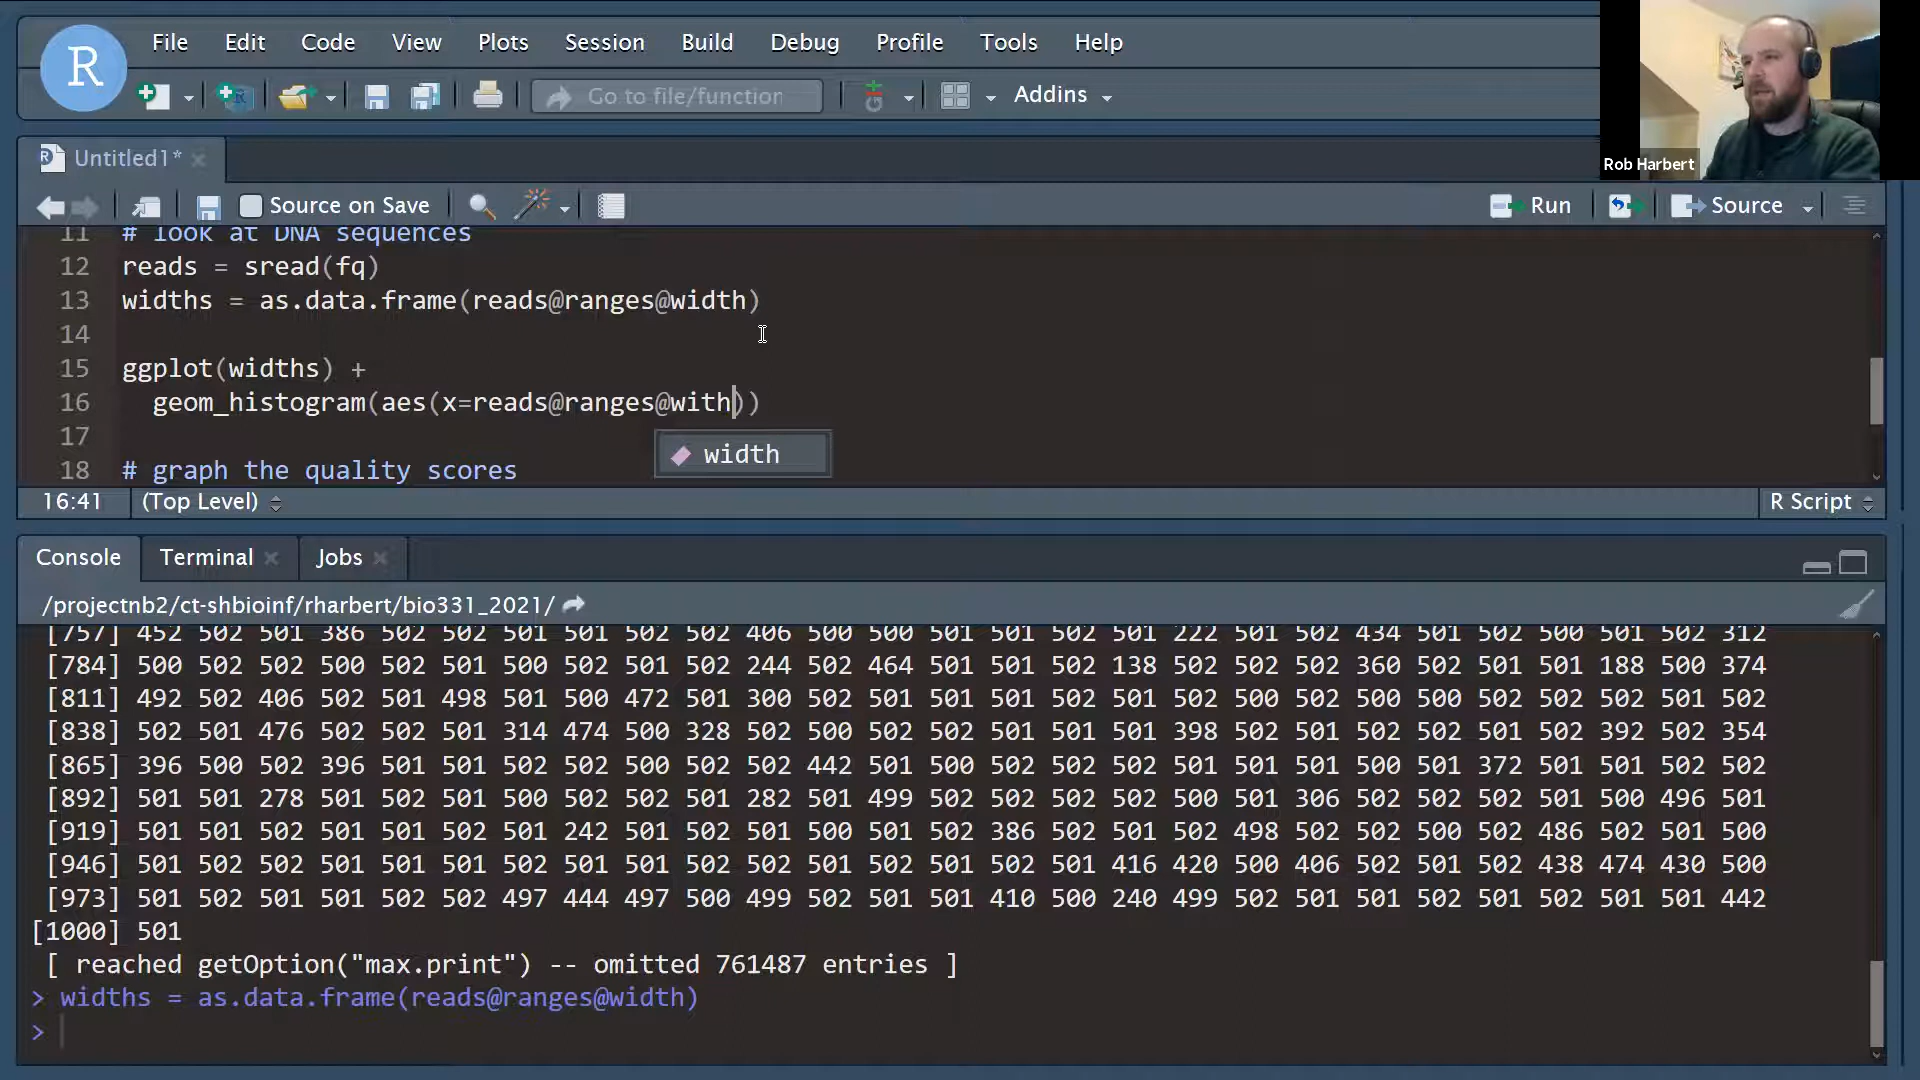 R File Edit Code View Plots Session Build Debug Profile Tools Help
Go to file/function Addins
Rob Harbert
Untitled1*
Source on Save Run Source
11 # look at DNA sequences
12 reads = sread(fq)
13 widths = as.data.frame(reads@ranges@width)
14
15 ggplot(widths) +
16 geom_histogram(aes(x=reads@ranges@with))
17
width
18 # graph the quality scores
16:41 (Top Level) R Script
Console Terminal Jobs
/projectnb2/ct-shbioinf/rharbert/bio331_2021/
[757] 452 502 501 386 502 502 501 501 502 502 406 500 500 501 501 502 501 222 501 502 434 501 502 500 501 502 312
[784] 500 502 502 500 502 501 500 502 501 502 244 502 464 501 501 502 138 502 502 502 360 502 501 501 188 500 374
[811] 492 502 406 502 501 498 501 500 472 501 300 502 501 501 501 502 501 502 500 502 500 500 502 502 502 501 502
[838] 502 501 476 502 502 501 314 474 500 328 502 500 502 502 501 501 501 398 502 501 502 502 501 502 392 502 354
[865] 396 500 502 396 501 501 502 502 500 502 502 442 501 500 502 502 502 501 501 501 500 501 372 501 501 502 502
[892] 501 501 278 501 502 501 500 502 502 501 282 501 499 502 502 502 502 500 501 306 502 502 502 501 500 496 501
[919] 501 501 502 501 501 502 501 242 501 502 501 500 501 502 386 502 501 502 498 502 502 500 502 486 502 501 500
[946] 501 502 502 501 501 501 502 501 501 502 502 501 502 501 502 501 416 420 500 406 502 501 502 438 474 430 500
[973] 501 502 501 501 502 502 497 444 497 500 499 502 501 501 410 500 240 499 502 501 501 502 501 502 501 501 442
[1000] 501
[ reached getOption("max.print") -- omitted 761487 entries ]
> widths = as.data.frame(reads@ranges@width)
>